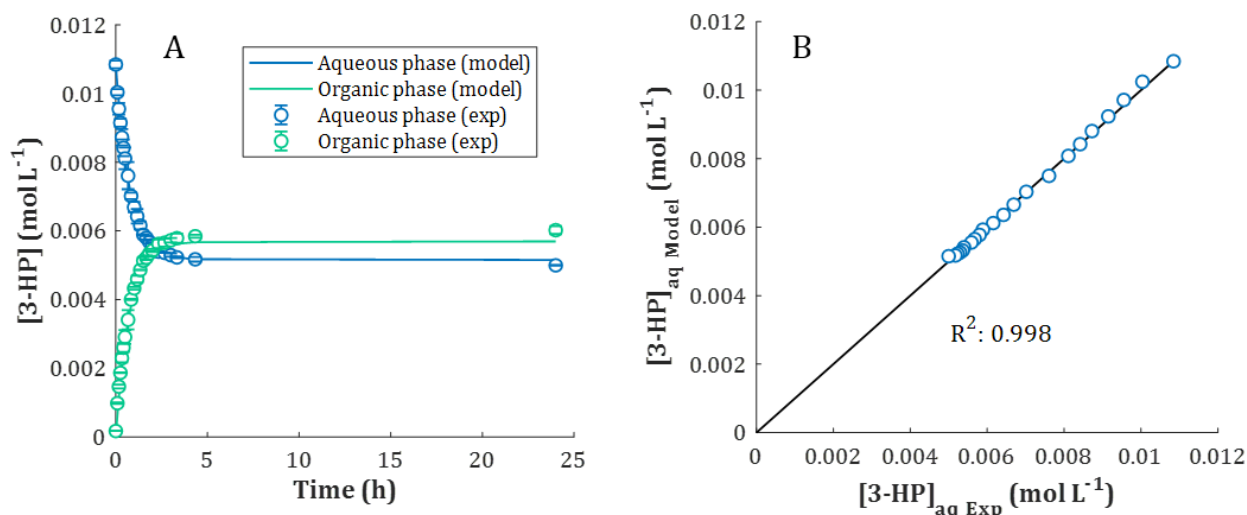 A
Aqueous phase (model)
Organic phase (model)
Aqueous phase (exp)
Organic phase (exp)
[3-HP] (mol L⁻¹)
0.012
0.01
0.008
0.006
0.004
0.002
0
0 5 10 15 20 25
Time (h)
B
[3-HP]aq Model (mol L⁻¹)
0.012
0.01
0.008
0.006
0.004
0.002
0
R²: 0.998
0 0.002 0.004 0.006 0.008 0.01 0.012
[3-HP]aq Exp (mol L⁻¹)